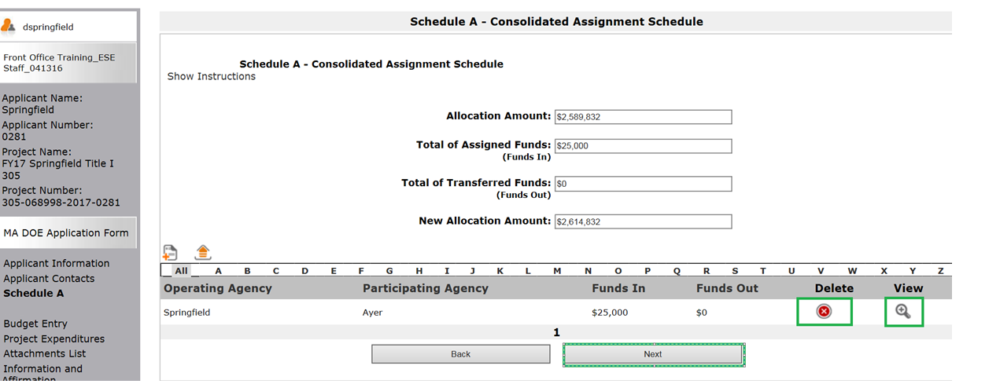 dspringfield
Front Office Training_ESE
Staff_041316
Applicant Name:
Springfield
Applicant Number:
0281
Project Name:
FY17 Springfield Title I
305
Project Number:
305-068998-2017-0281
MA DOE Application Form
Applicant Information
Applicant Contacts
Schedule A
Budget Entry
Project Expenditures
Attachments List
Information and
Affirmation
Schedule A - Consolidated Assignment Schedule
Schedule A - Consolidated Assignment Schedule
Show Instructions
Allocation Amount: $2,589,832
Total of Assigned Funds: $25,000
(Funds In)
Total of Transferred Funds: $0
(Funds Out)
New Allocation Amount: $2,614,832
All A B C D E F G H I J K L M N O P Q R S T U V W X Y Z
Operating Agency Participating Agency Funds In Funds Out Delete View
Springfield Ayer $25,000 $0
1
Back Next